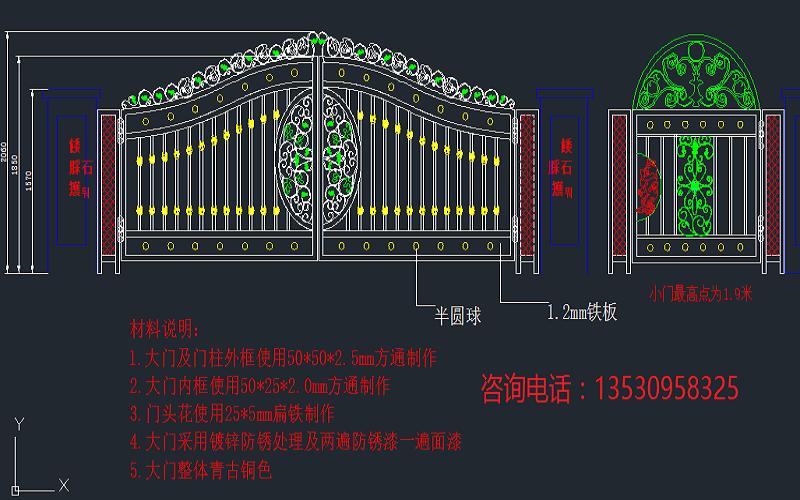 2060
1850
1570
石
小门最高点为1.9米
半圆球
1.2mm铁板
材料说明:
1.大门及门柱外框使用50*50*2.5mm方通制作
2.大门内框使用50*25*2.0mm方通制作
3.门头花使用25*5mm扁铁制作
4.大门采用镀锌防锈处理及两遍防锈漆一遍面漆
5.大门整体青古铜色
咨询电话：13530958325
Y
X